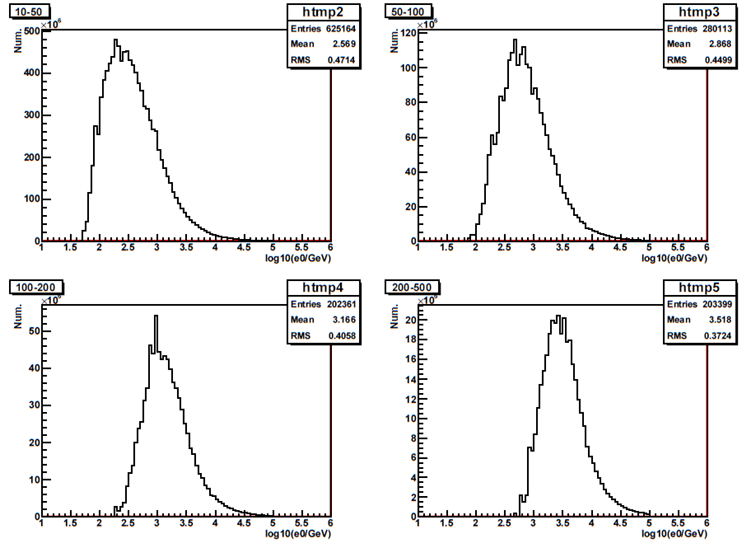 10-50
×10⁶
Num.
htmp2
Entries 625164
Mean 2.569
RMS 0.4714
500
400
300
200
100
0
1 1.5 2 2.5 3 3.5 4 4.5 5 5.5 6
log10(e0/GeV)
50-100
×10⁶
Num.
htmp3
Entries 280113
Mean 2.868
RMS 0.4499
120
100
80
60
40
20
0
1 1.5 2 2.5 3 3.5 4 4.5 5 5.5 6
log10(e0/GeV)
100-200
Num.
htmp4
Entries 202361
Mean 3.166
RMS 0.4058
50
40
30
20
10
0
1 1.5 2 2.5 3 3.5 4 4.5 5 5.5 6
log10(e0/GeV)
200-500
Num.
htmp5
Entries 203399
Mean 3.518
RMS 0.3724
20
18
16
14
12
10
8
6
4
2
0
1 1.5 2 2.5 3 3.5 4 4.5 5 5.5 6
log10(e0/GeV)